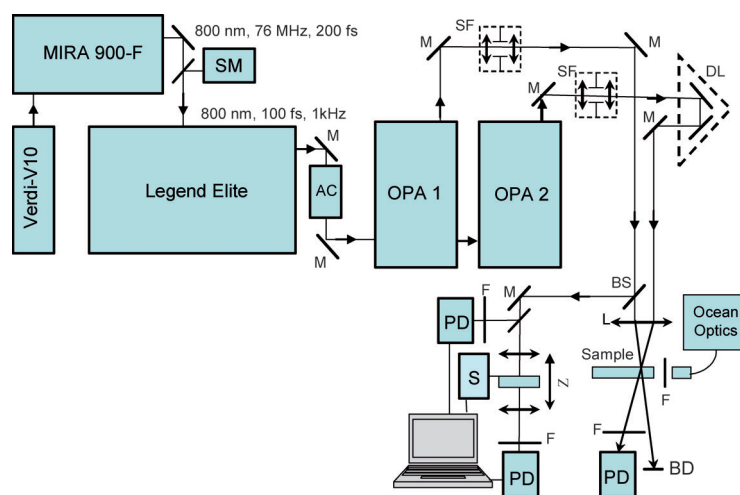 800 nm, 76 MHz, 200 fs
MIRA 900-F
SM
M
SF
M
DL
SF
M
M
800 nm, 100 fs, 1kHz
M
Verdi-V10
Legend Elite
AC
OPA 1
OPA 2
M
BS
M
F
L
Ocean
Optics
PD
Sample
S
Z
F
F
F
PD
PD
BD